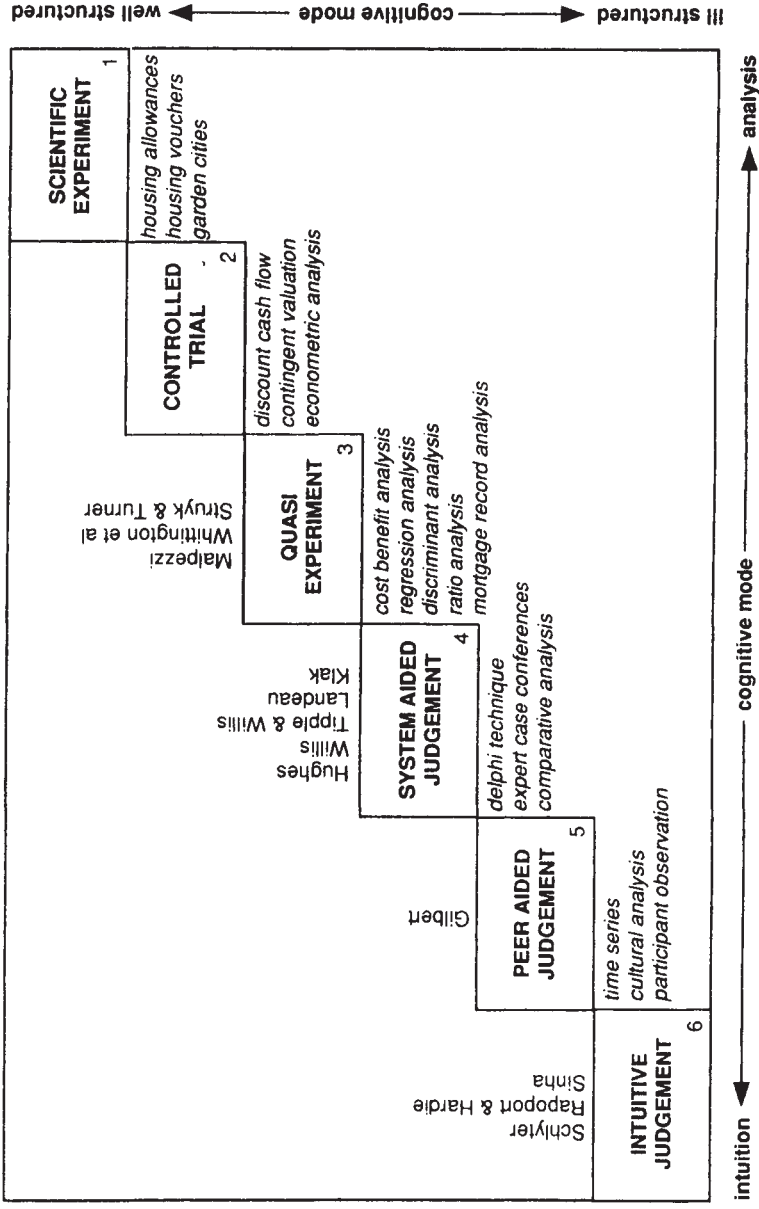 SCIENTIFIC
EXPERIMENT
1
housing allowances
housing vouchers
garden cities
CONTROLLED
TRIAL
2
discount cash flow
contingent valuation
econometric analysis
Struyk & Turner
Whittington et al
Malpezzi
QUASI
EXPERIMENT
3
cost benefit analysis
regression analysis
discriminant analysis
ratio analysis
mortgage record analysis
Klak
Landeau
Tipple & Willis
Willis
Hughes
SYSTEM AIDED
JUDGEMENT
4
delphi technique
expert case conferences
comparative analysis
Gilbert
PEER AIDED
JUDGEMENT
5
time series
cultural analysis
participant observation
Sinha
Rapoport & Hardie
Schlyter
INTUITIVE
JUDGEMENT
6
well structured
cognitive mode
ill structured
intuition
cognitive mode
analysis